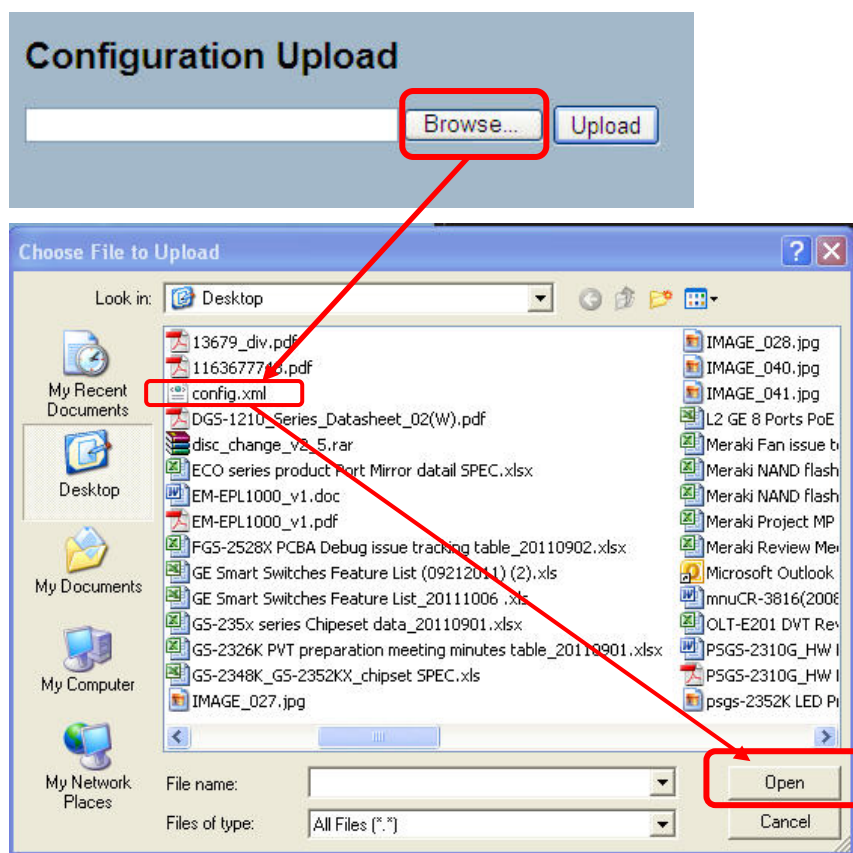 Configuration Upload
Browse... Upload
Choose File to Upload
Look in: Desktop
My Recent Documents
Desktop
My Documents
My Computer
My Network Places
13679_div.pdf
config.xml
DGS-1210_Series_Datasheet_02(W).pdf
disc_change_v2_5.rar
ECO series product Port Mirror datail SPEC.xlsx
EM-EPL1000_v1.doc
EM-EPL1000_v1.pdf
FGS-2528X PCBA Debug issue tracking table_20110902.xlsx
GE Smart Switches Feature List (09212011) (2).xls
GE Smart Switches Feature List_20111006 .xls
GS-235x series Chipeset data_20110901.xlsx
GS-2326K PVT preparation meeting minutes table_20110901.xlsx
GS-2348K_GS-2352KX_chipset SPEC.xls
IMAGE_027.jpg
IMAGE_028.jpg
IMAGE_040.jpg
IMAGE_041.jpg
L2 GE 8 Ports PoE
Meraki Fan issue
Meraki NAND flash
Meraki NAND flash
Meraki Project MP
Meraki Review
Microsoft Outlook
mnuCR-3816(2008
OLT-E201 DVT
PSGS-2310G_HW
PSGS-2310G_HW
psgs-2352K LED
File name: Open
Files of type: All Files (*.*) Cancel